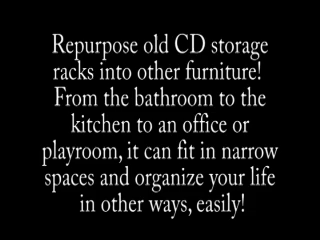 Repurpose old CD storage
racks into other furniture!
From the bathroom to the
kitchen to an office or
playroom, it can fit in narrow
spaces and organize your life
in other ways, easily!